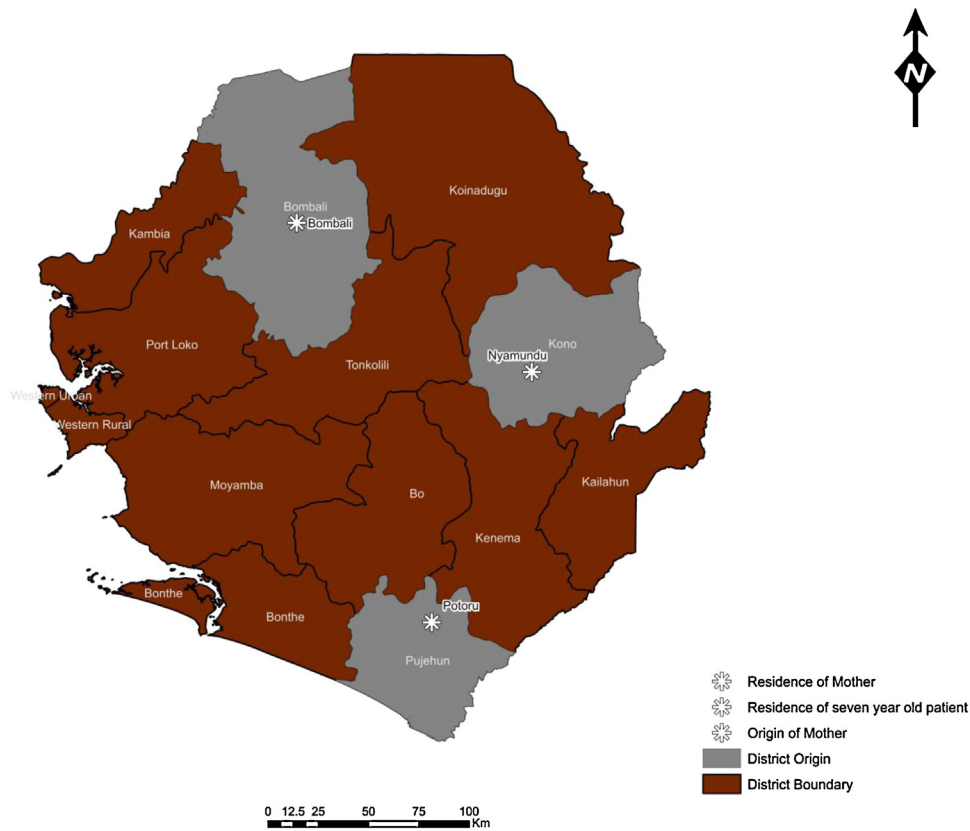 N
Koinadugu
Bombali
Bombali
Kambia
Port Loko
Kono
Nyamundu
Tonkolili
Western Urban
Western Rural
Kailahun
Moyamba
Bo
Kenema
Bonthe
Potoru
Bonthe
Pujehun
Residence of Mother
Residence of seven year old patient
Origin of Mother
District Origin
District Boundary
0 12.5 25 50 75 100
Km